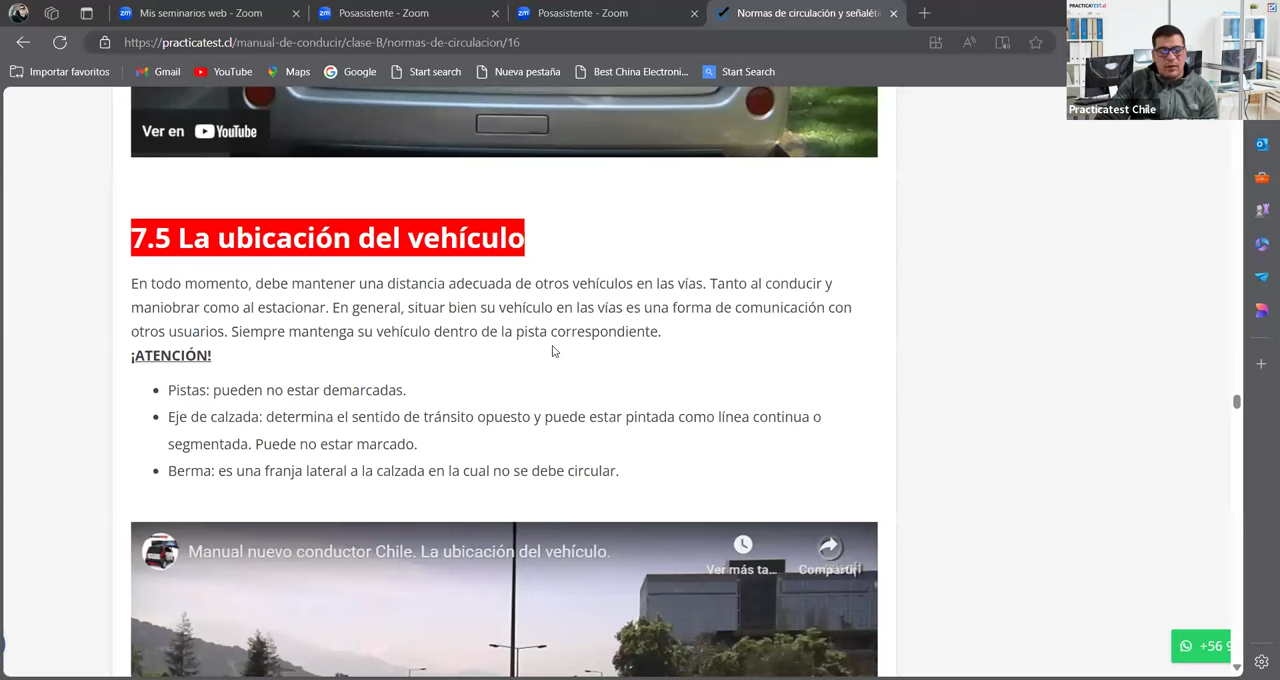 Mis seminarios web - Zoom
Posasistente - Zoom
Posasistente - Zoom
Normas de circulación y señaléti
https://practicatest.cl/manual-de-conducir/clase-B/normas-de-circulacion/16
Importar favoritos
Gmail
YouTube
Maps
Google
Start search
Nueva pestaña
Best China Electroni...
Start Search
PRACTICATEST.cl
Practicatest Chile
Ver en YouTube
7.5 La ubicación del vehículo
En todo momento, debe mantener una distancia adecuada de otros vehículos en las vías. Tanto al conducir y
maniobrar como al estacionar. En general, situar bien su vehículo en las vías es una forma de comunicación con
otros usuarios. Siempre mantenga su vehículo dentro de la pista correspondiente.
¡ATENCIÓN!
• Pistas: pueden no estar demarcadas.
• Eje de calzada: determina el sentido de tránsito opuesto y puede estar pintada como línea continua o
segmentada. Puede no estar marcado.
• Berma: es una franja lateral a la calzada en la cual no se debe circular.
Manual nuevo conductor Chile. La ubicación del vehículo.
Ver más ta...
Compartir
+56 9